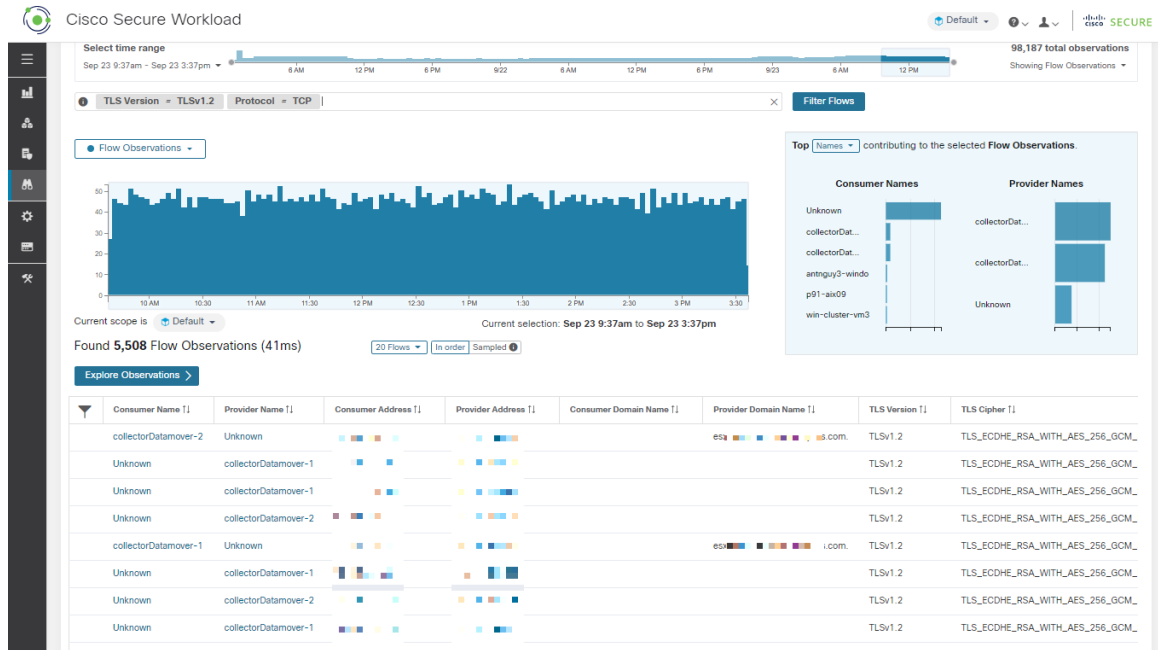 Cisco Secure Workload
Default
CISCO SECURE
Select time range
98,187 total observations
Sep 23 9:37am - Sep 23 3:37pm
Showing Flow Observations
6 AM 12 PM 6 PM 9/22 6 AM 12 PM 6 PM 9/23 6 AM 12 PM
TLS Version = TLSv1.2 Protocol = TCP
Filter Flows
Flow Observations
Top Names contributing to the selected Flow Observations.
Consumer Names Provider Names
Unknown
collectorDat...
collectorDat...
antnguy3-windo
p91-aix09
win-cluster-vm3
collectorDat...
collectorDat...
Unknown
50
40
30
20
10
0
10 AM 10:30 11 AM 11:30 12 PM 12:30 1 PM 1:30 2 PM 2:30 3 PM 3:30
Current scope is Default
Current selection: Sep 23 9:37am to Sep 23 3:37pm
Found 5,508 Flow Observations (41ms)
20 Flows In order Sampled
Explore Observations
Consumer Name Provider Name Consumer Address Provider Address Consumer Domain Name Provider Domain Name TLS Version TLS Cipher
collectorDatamover-2 Unknown TLSv1.2 TLS_ECDHE_RSA_WITH_AES_256_GCM_
Unknown collectorDatamover-1 TLSv1.2 TLS_ECDHE_RSA_WITH_AES_256_GCM_
Unknown collectorDatamover-1 TLSv1.2 TLS_ECDHE_RSA_WITH_AES_256_GCM_
Unknown collectorDatamover-2 TLSv1.2 TLS_ECDHE_RSA_WITH_AES_256_GCM_
collectorDatamover-1 Unknown TLSv1.2 TLS_ECDHE_RSA_WITH_AES_256_GCM_
Unknown collectorDatamover-1 TLSv1.2 TLS_ECDHE_RSA_WITH_AES_256_GCM_
Unknown collectorDatamover-2 TLSv1.2 TLS_ECDHE_RSA_WITH_AES_256_GCM_
Unknown collectorDatamover-1 TLSv1.2 TLS_ECDHE_RSA_WITH_AES_256_GCM_